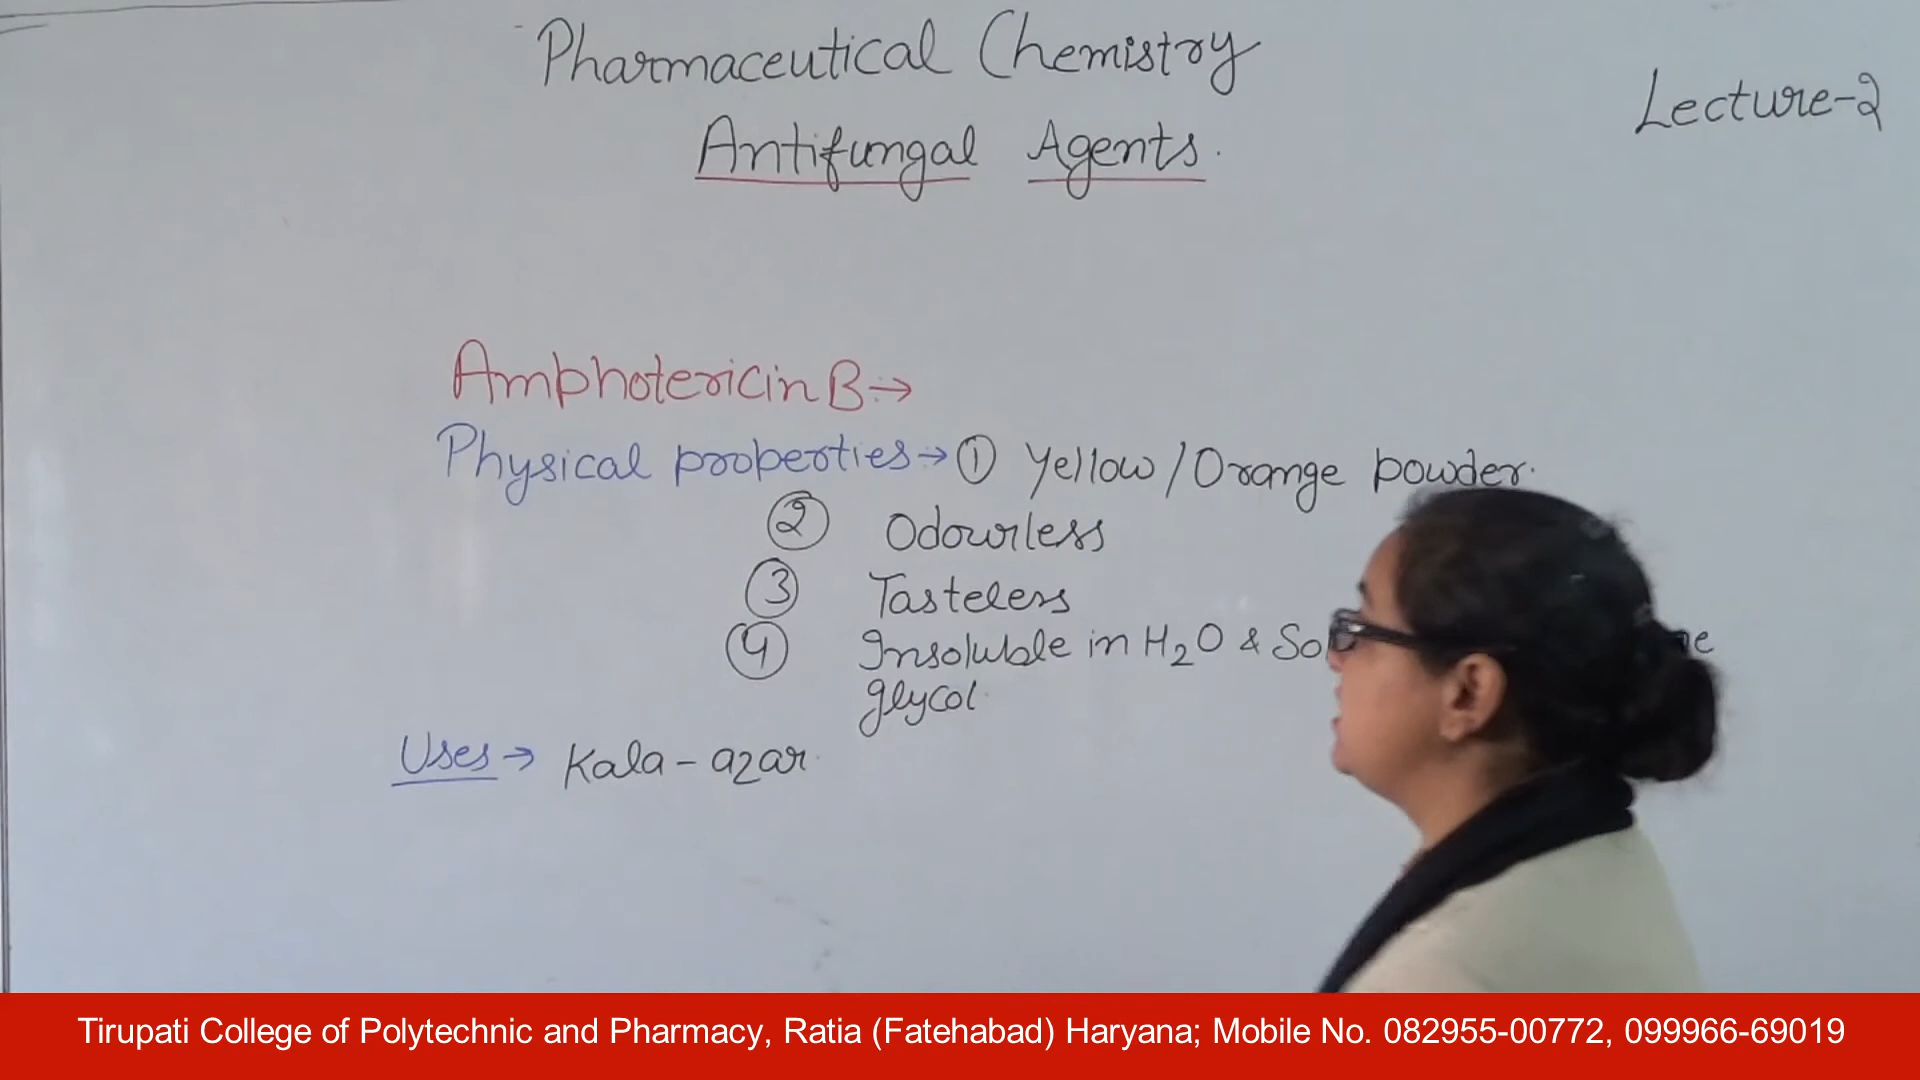 Pharmaceutical Chemistry
Lecture-2
Antifungal Agents.
Amphotericin B:→
Physical properties→ ① Yellow/Orange powder.
② Odourless
③ Tasteless
④ Insoluble in H₂O &
glycol.
Uses → Kala-azar.
Tirupati College of Polytechnic and Pharmacy, Ratia (Fatehabad) Haryana; Mobile No. 082955-00772, 099966-69019